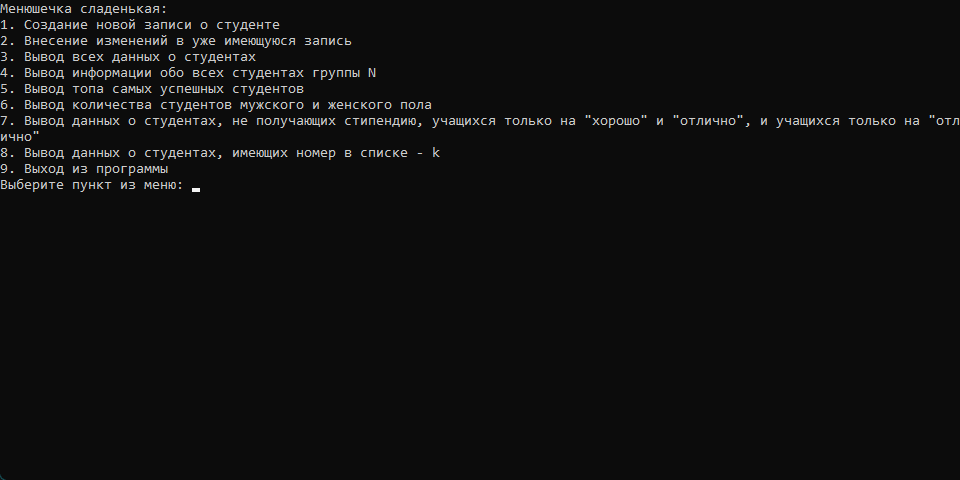 Менюшечка сладенькая:
1. Создание новой записи о студенте
2. Внесение изменений в уже имеющуюся запись
3. Вывод всех данных о студентах
4. Вывод информации обо всех студентах группы N
5. Вывод топа самых успешных студентов
6. Вывод количества студентов мужского и женского пола
7. Вывод данных о студентах, не получающих стипендию, учащихся только на "хорошо" и "отлично", и учащихся только на "отл
ично"
8. Вывод данных о студентах, имеющих номер в списке - k
9. Выход из программы
Выберите пункт из меню: